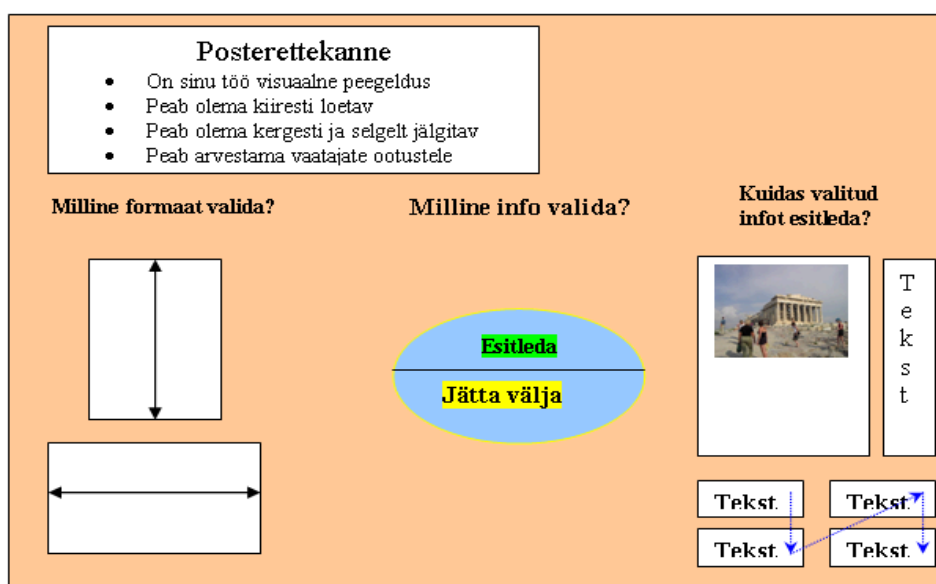 Posterettekanne
• On sinu töö visuaalne peegeldus
• Peab olema kiiresti loetav
• Peab olema kergesti ja selgelt jälgitav
• Peab arvestama vaatajate ootustele
Milline formaat valida?
Milline info valida?
Kuidas valitud
infot esitleda?
Esitleda
Jätta välja
T
e
k
s
t
Tekst.
Tekst.
Tekst.
Tekst.